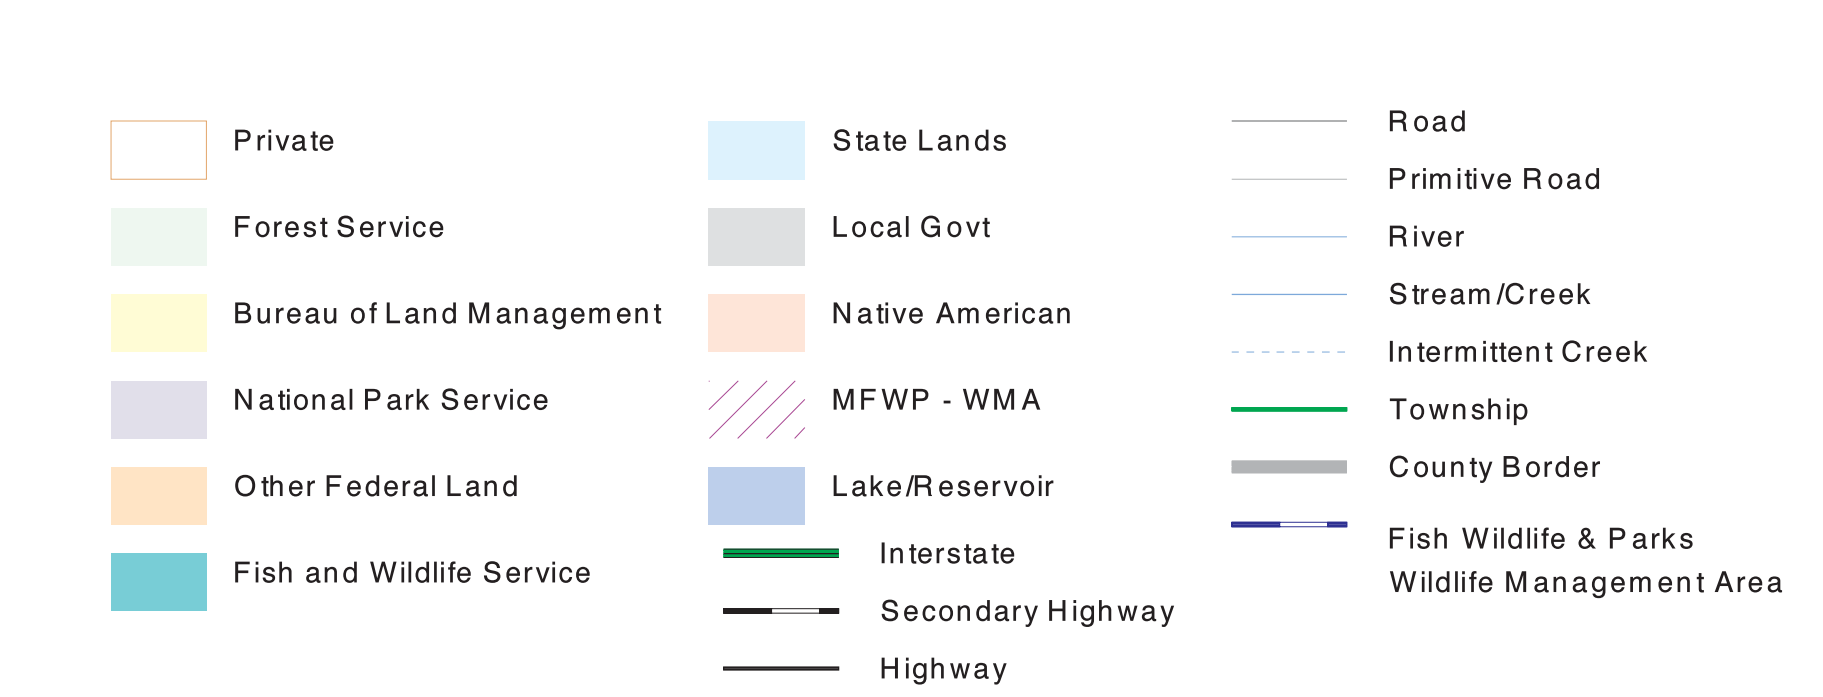 Private
Forest Service
Bureau of Land Management
National Park Service
Other Federal Land
Fish and Wildlife Service
State Lands
Local Govt
Native American
MFWP - WMA
Lake/Reservoir
Interstate
Secondary Highway
Highway
Road
Primitive Road
River
Stream/Creek
Intermittent Creek
Township
County Border
Fish Wildlife & Parks
Wildlife Management Area